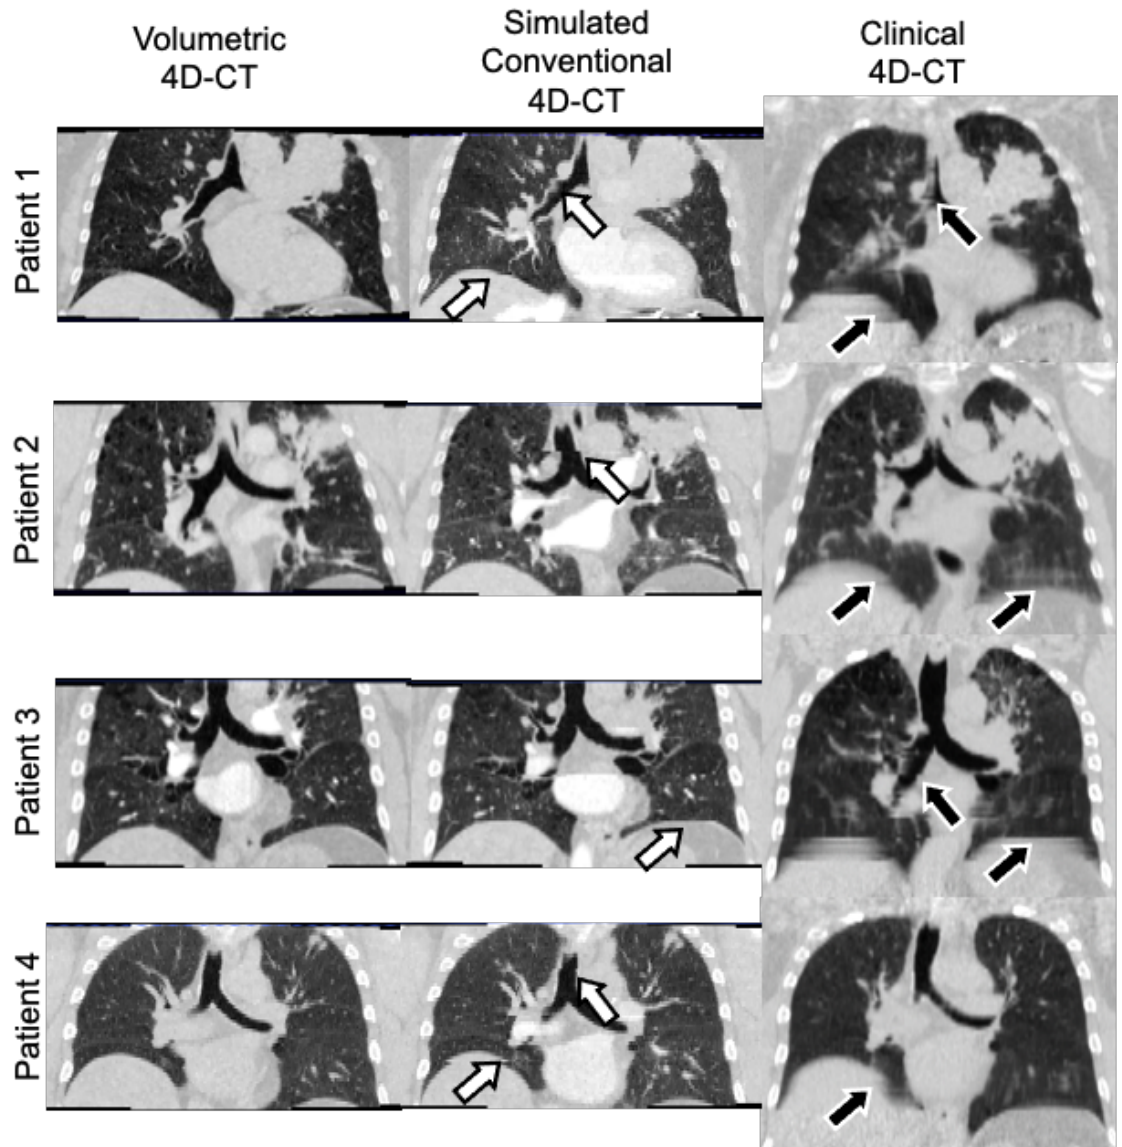 Volumetric
4D-CT
Simulated
Conventional
4D-CT
Clinical
4D-CT
Patient 1
Patient 2
Patient 3
Patient 4